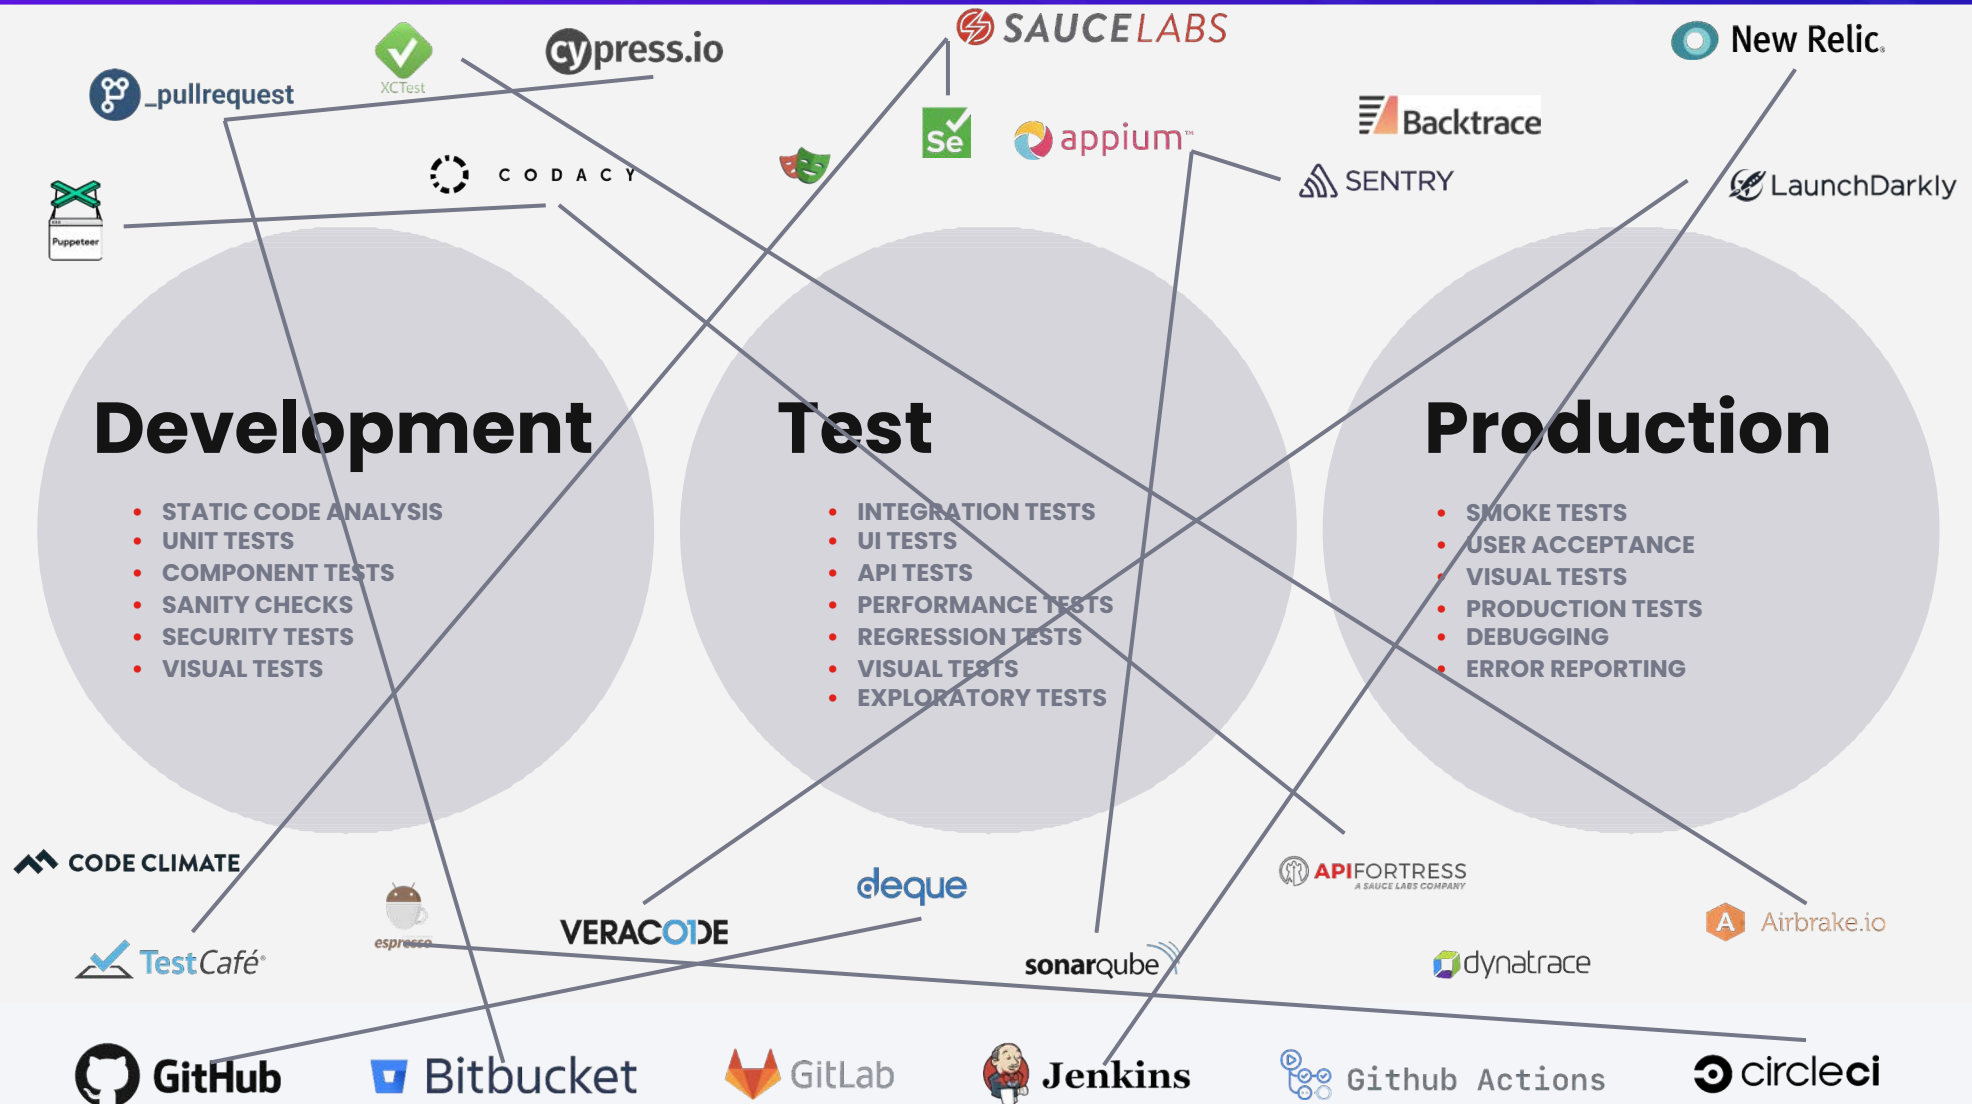 SAUCELABS
cypress.io
New Relic
XCTest
_pullrequest
Backtrace
Se
appium™
CODACY
SENTRY
LaunchDarkly
Puppeteer
Development
STATIC CODE ANALYSIS
UNIT TESTS
COMPONENT TESTS
SANITY CHECKS
SECURITY TESTS
VISUAL TESTS
Test
INTEGRATION TESTS
UI TESTS
API TESTS
PERFORMANCE TESTS
REGRESSION TESTS
VISUAL TESTS
EXPLORATORY TESTS
Production
SMOKE TESTS
USER ACCEPTANCE
VISUAL TESTS
PRODUCTION TESTS
DEBUGGING
ERROR REPORTING
CODE CLIMATE
deque
APIFORTRESS
A SAUCE LABS COMPANY
espresso
VERACODE
Airbrake.io
TestCafé
sonarqube
dynatrace
GitHub
Bitbucket
GitLab
Jenkins
Github Actions
circleci